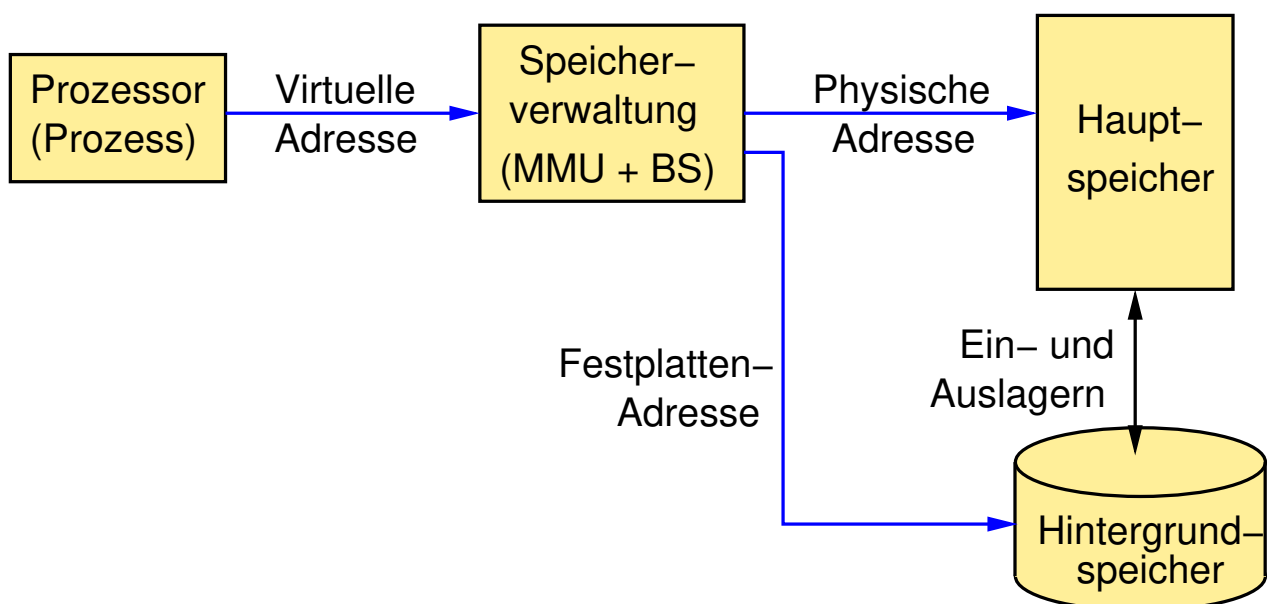 Prozessor
(Prozess)
Virtuelle
Adresse
Speicher–
verwaltung
(MMU + BS)
Physische
Adresse
Haupt–
speicher
Festplatten–
Adresse
Ein– und
Auslagern
Hintergrund–
speicher